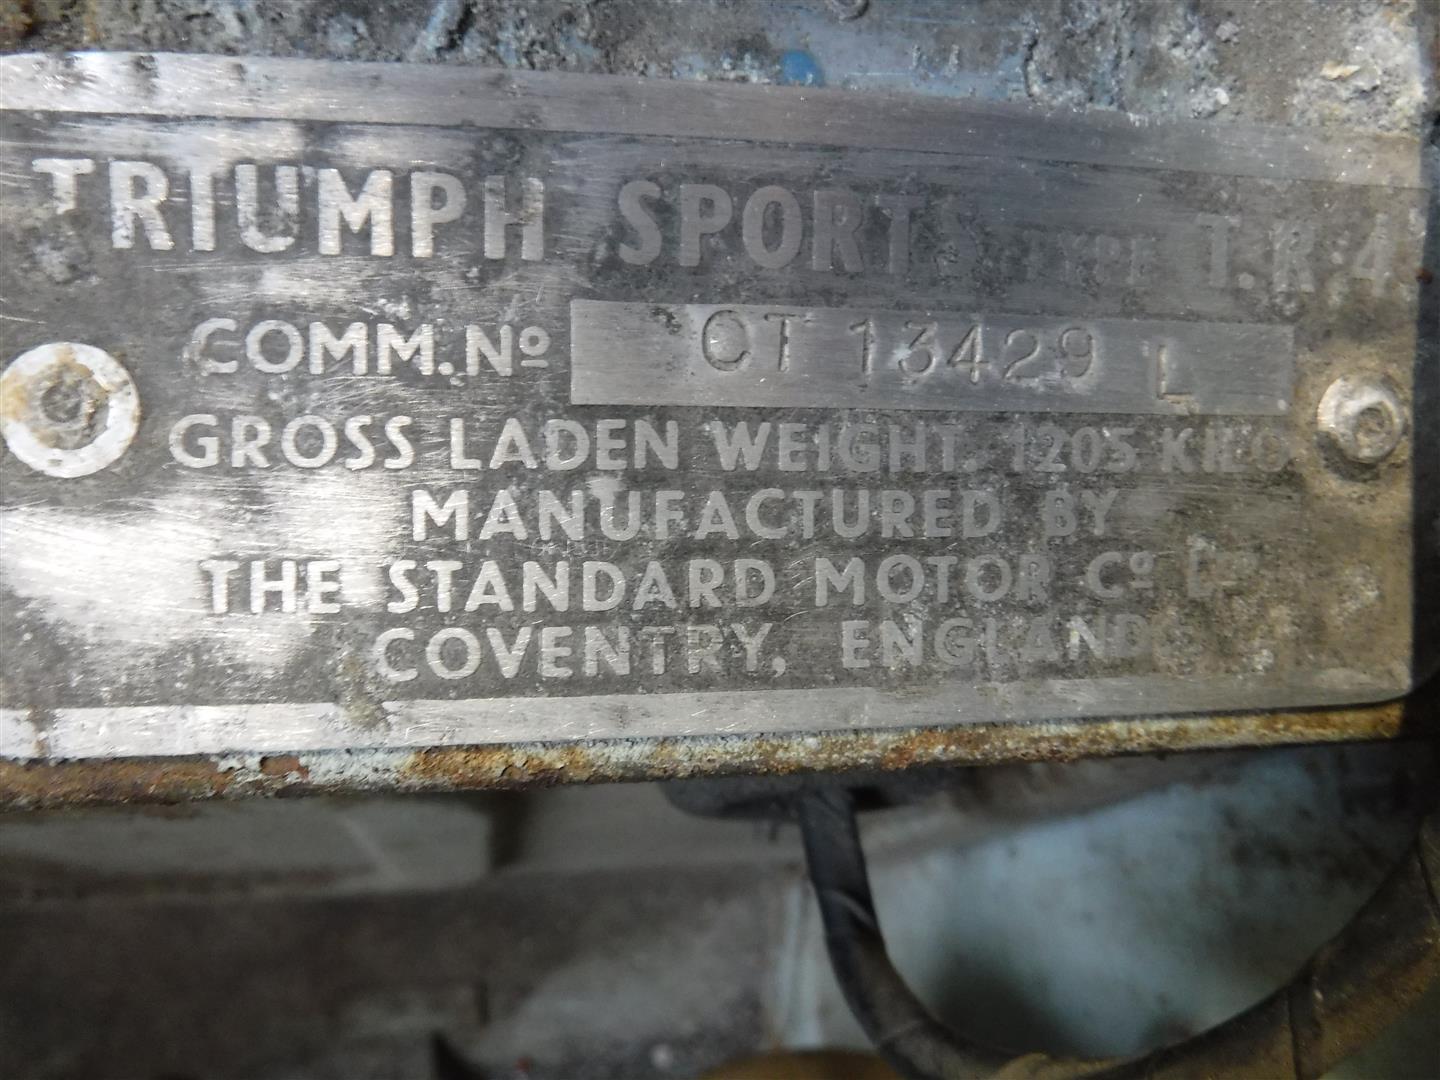 TRIUMPH SPORTS TYPE T.R.4
COMM. Nº CT 13429 L
GROSS LADEN WEIGHT. 1205 KILO
MANUFACTURED BY
THE STANDARD MOTOR Cº LTD
COVENTRY, ENGLAND